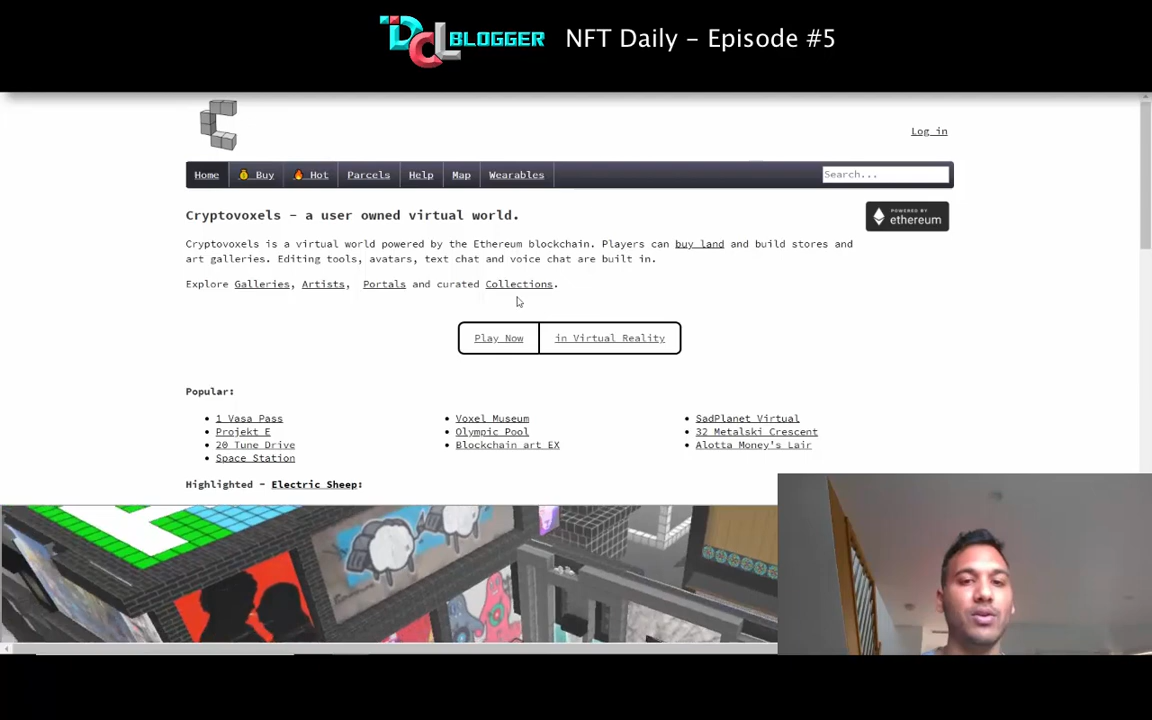 DCL BLOGGER NFT Daily – Episode #5
Log in
Home Buy Hot Parcels Help Map Wearables Search...
Cryptovoxels - a user owned virtual world.
POWERED BY ethereum
Cryptovoxels is a virtual world powered by the Ethereum blockchain. Players can buy land and build stores and
art galleries. Editing tools, avatars, text chat and voice chat are built in.
Explore Galleries, Artists, Portals and curated Collections.
Play Now in Virtual Reality
Popular:
1 Vasa Pass Voxel Museum SadPlanet Virtual
Projekt E Olympic Pool 32 Metalski Crescent
20 Tune Drive Blockchain art EX Alotta Money's Lair
Space Station
Highlighted - Electric Sheep: